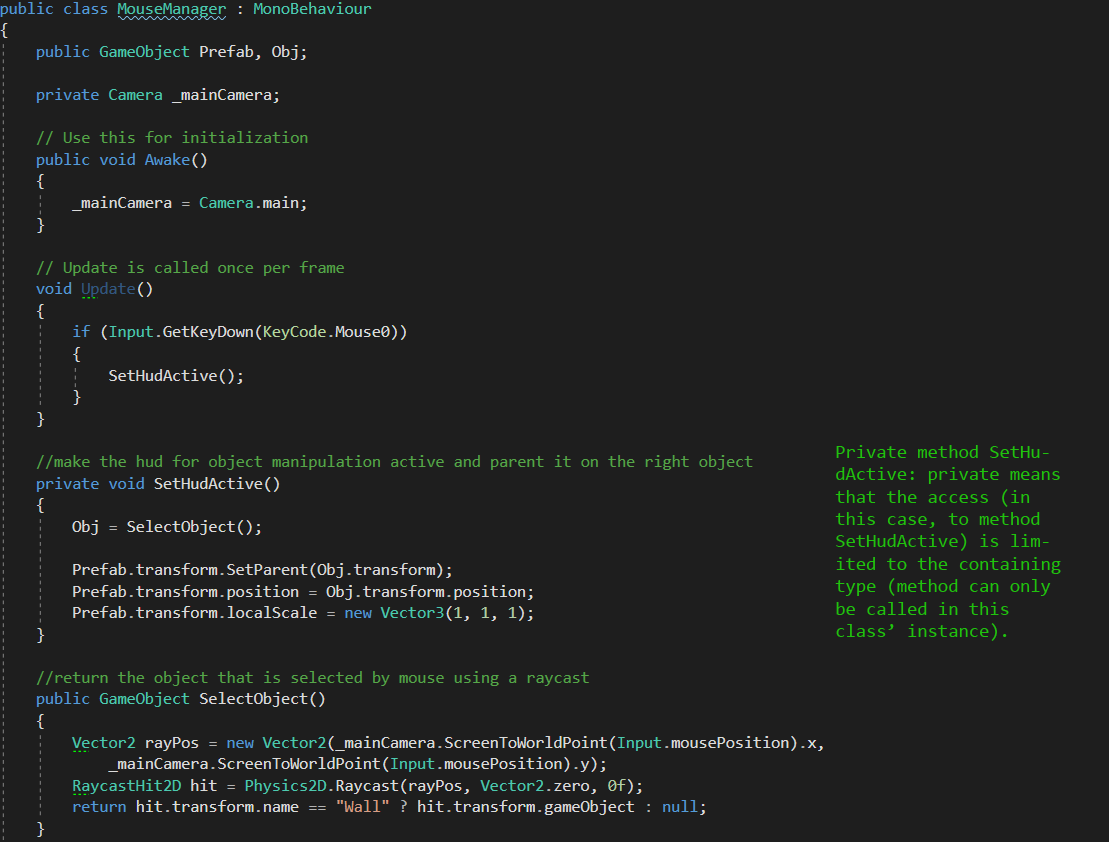 public class MouseManager : MonoBehaviour
{
public GameObject Prefab, Obj;
private Camera _mainCamera;
// Use this for initialization
public void Awake()
{
_mainCamera = Camera.main;
}
// Update is called once per frame
void Update()
{
if (Input.GetKeyDown(KeyCode.Mouse0))
{
SetHudActive();
}
}
//make the hud for object manipulation active and parent it on the right object
private void SetHudActive()
{
Obj = SelectObject();
Prefab.transform.SetParent(Obj.transform);
Prefab.transform.position = Obj.transform.position;
Prefab.transform.localScale = new Vector3(1, 1, 1);
}
//return the object that is selected by mouse using a raycast
public GameObject SelectObject()
{
Vector2 rayPos = new Vector2(_mainCamera.ScreenToWorldPoint(Input.mousePosition).x,
_mainCamera.ScreenToWorldPoint(Input.mousePosition).y);
RaycastHit2D hit = Physics2D.Raycast(rayPos, Vector2.zero, 0f);
return hit.transform.name == "Wall" ? hit.transform.gameObject : null;
}
Private method SetHu-
dActive: private means
that the access (in
this case, to method
SetHudActive) is lim-
ited to the containing
type (method can only
be called in this
class’ instance).